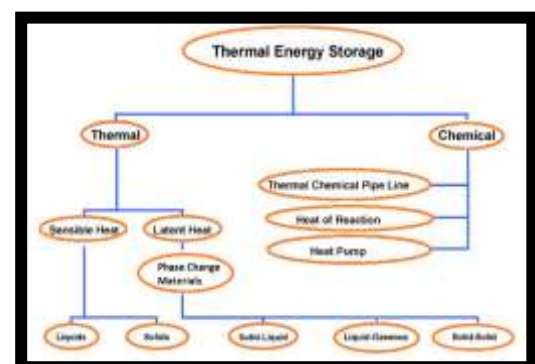 Thermal Energy Storage
Thermal
Chemical
Thermal Chemical Pipe Line
Sensible Heat
Latent Heat
Heat of Reaction
Heat Pump
Phase Change
Materials
Liquids
Solids
Solid-Liquid
Liquid-Gaseous
Solid-Solid